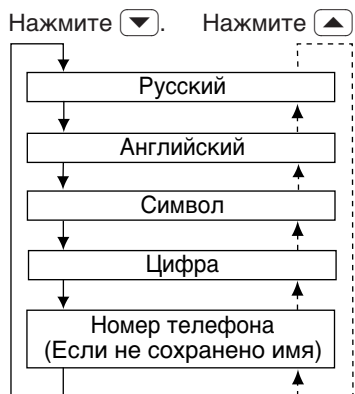 Нажмите ▼. Нажмите ▲
Русский
Английский
Символ
Цифра
Номер телефона
(Если не сохранено имя)